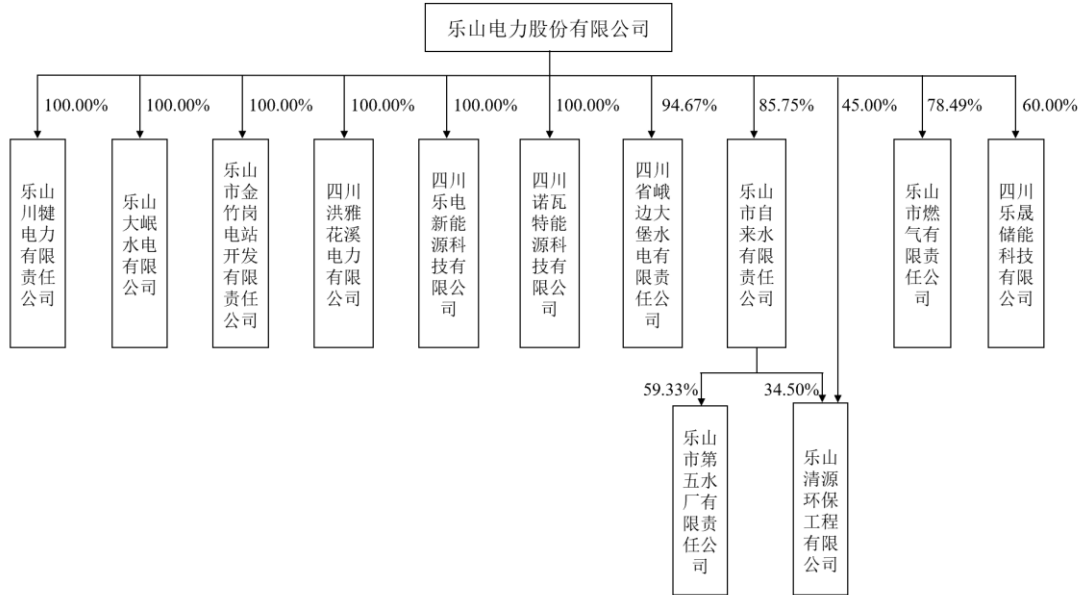 乐山电力股份有限公司
100.00%
100.00%
100.00%
100.00%
100.00%
100.00%
94.67%
85.75%
45.00%
78.49%
60.00%
乐山
川犍
电力
有限
责任
公司
乐山
大岷
水电
有限
公司
乐山
市金
竹岗
电站
开发
有限
责任
公司
四川
洪雅
花溪
电力
有限
公司
四川
乐电
新能
源科
技有
限公
司
四川
诺瓦
特能
源科
技有
限公
司
四川
省峨
边大
堡水
电有
限责
任公
司
乐山
市自
来水
有限
责任
公司
乐山
市燃
气有
限责
任公
司
四川
乐晟
储能
科技
有限
公司
59.33%
34.50%
乐山
市第
五水
厂有
限责
任公
司
乐山
清源
环保
工程
有限
公司